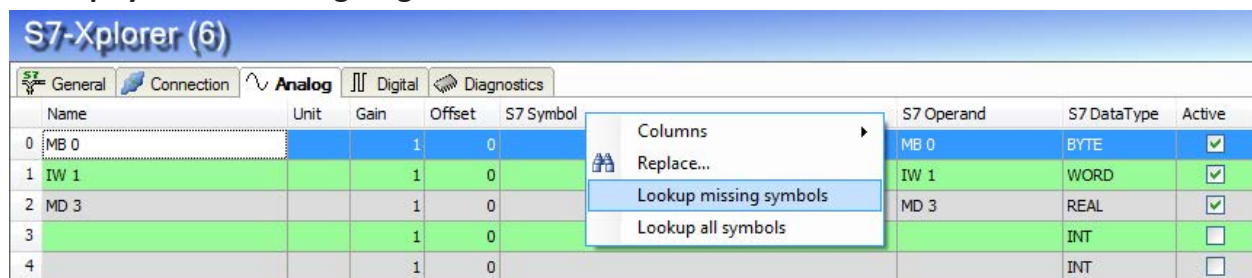 S7-Xplorer (6)
S7 General Connection Analog Digital Diagnostics
Name Unit Gain Offset S7 Symbol S7 Operand S7 DataType Active
Columns
0 MB 0 1 0 MB 0 BYTE
Replace...
1 IW 1 1 0 IW 1 WORD
Lookup missing symbols
2 MD 3 1 0 MD 3 REAL
Lookup all symbols
3 1 0 INT
4 1 0 INT